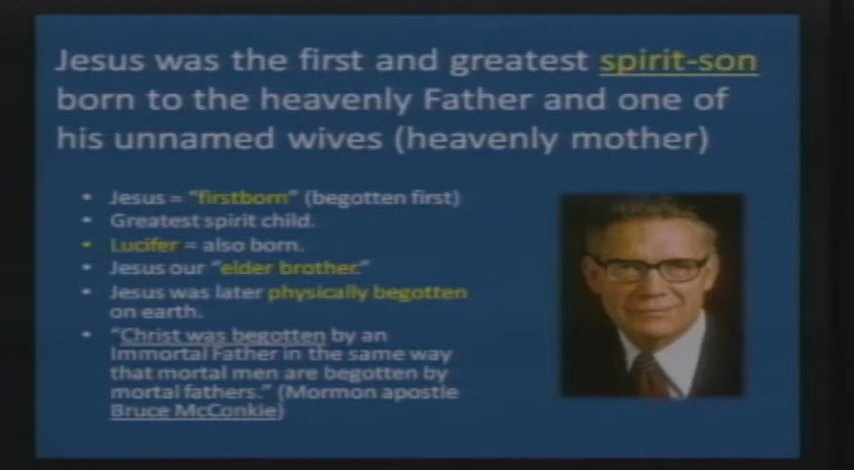 Jesus was the first and greatest spirit-son
born to the heavenly Father and one of
his unnamed wives (heavenly mother)
• Jesus = "firstborn" (begotten first)
• Greatest spirit child.
• Lucifer = also born.
• Jesus our "elder brother."
• Jesus was later physically begotten
on earth.
• "Christ was begotten by an
Immortal Father in the same way
that mortal men are begotten by
mortal fathers." (Mormon apostle
Bruce McConkie)